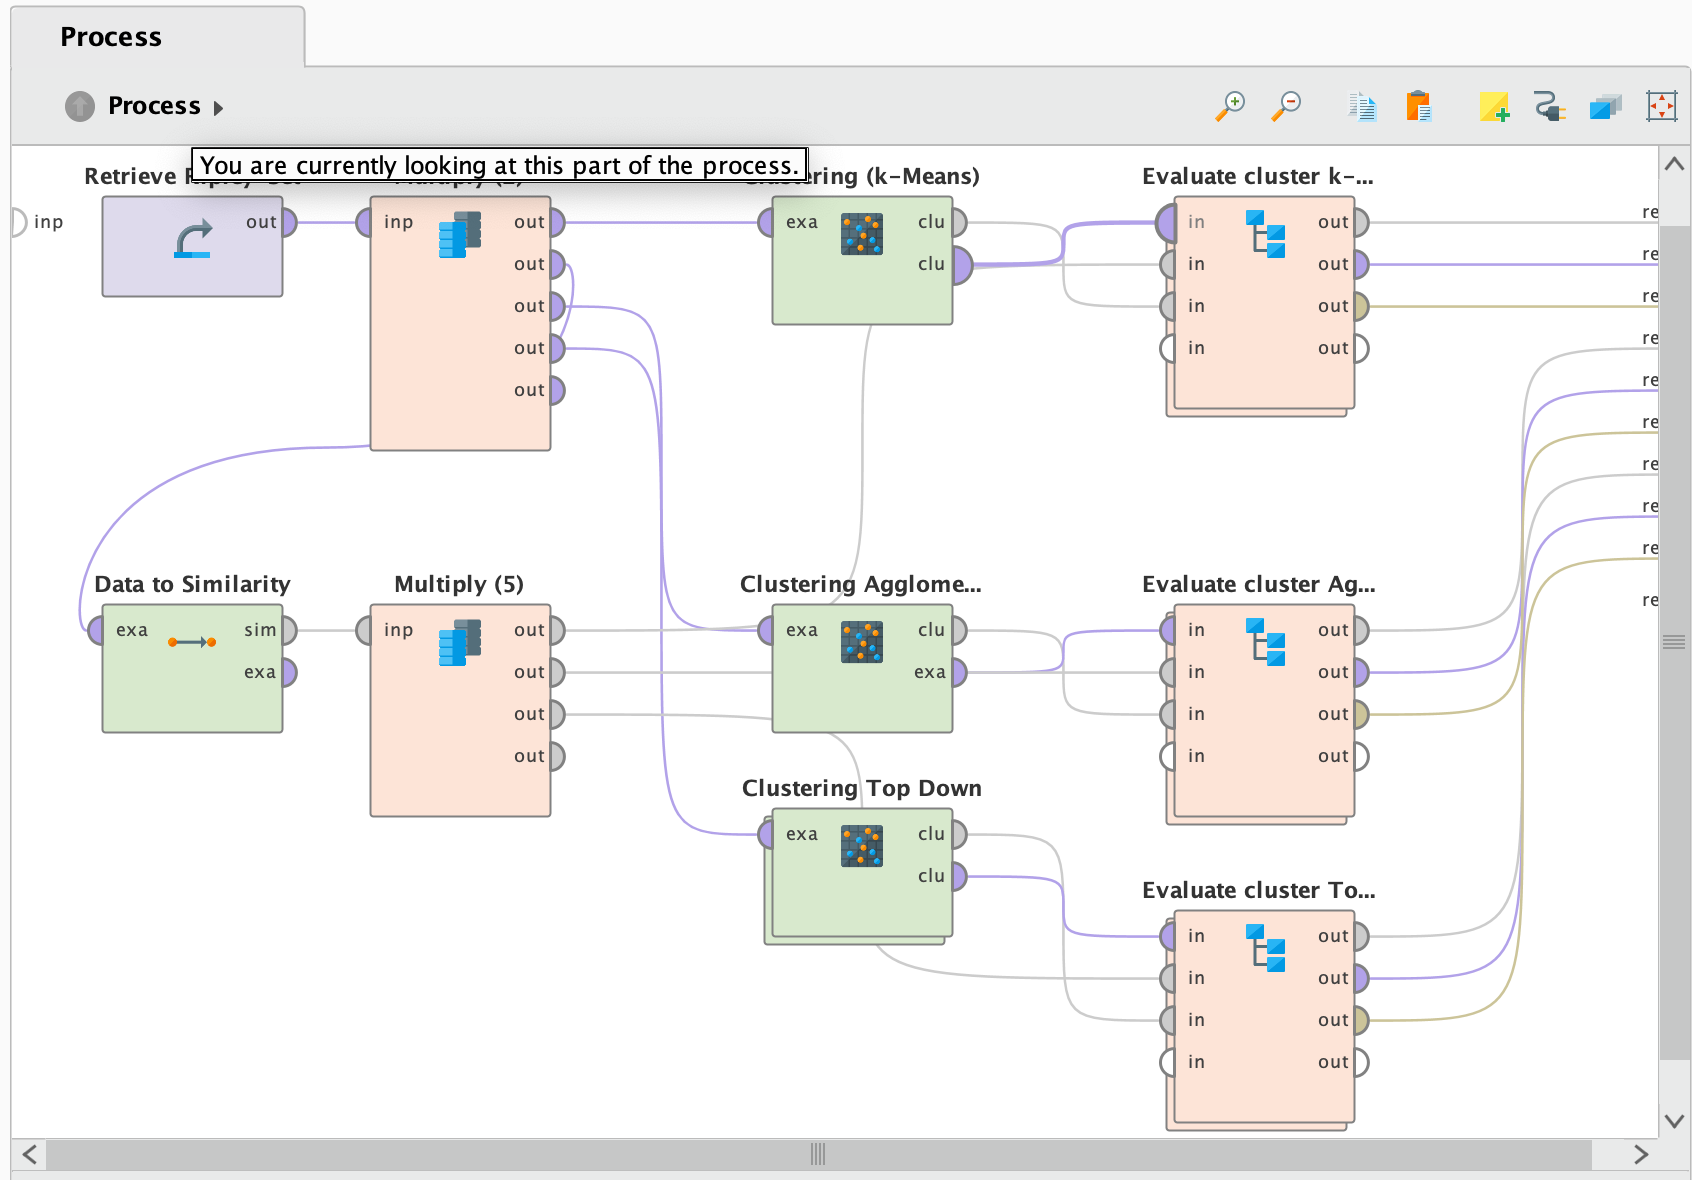 Process
Process
You are currently looking at this part of the process.
Retrieve
(k-Means)
Evaluate cluster k-...
inp
out
inp
out
out
out
out
out
exa
clu
clu
in
in
in
in
out
out
out
out
re
re
re
re
re
re
re
re
re
re
Data to Similarity
exa
sim
exa
Multiply (5)
inp
out
out
out
out
Clustering Agglome...
exa
clu
exa
Evaluate cluster Ag...
in
in
in
in
out
out
out
out
Clustering Top Down
exa
clu
clu
Evaluate cluster To...
in
in
in
in
out
out
out
out